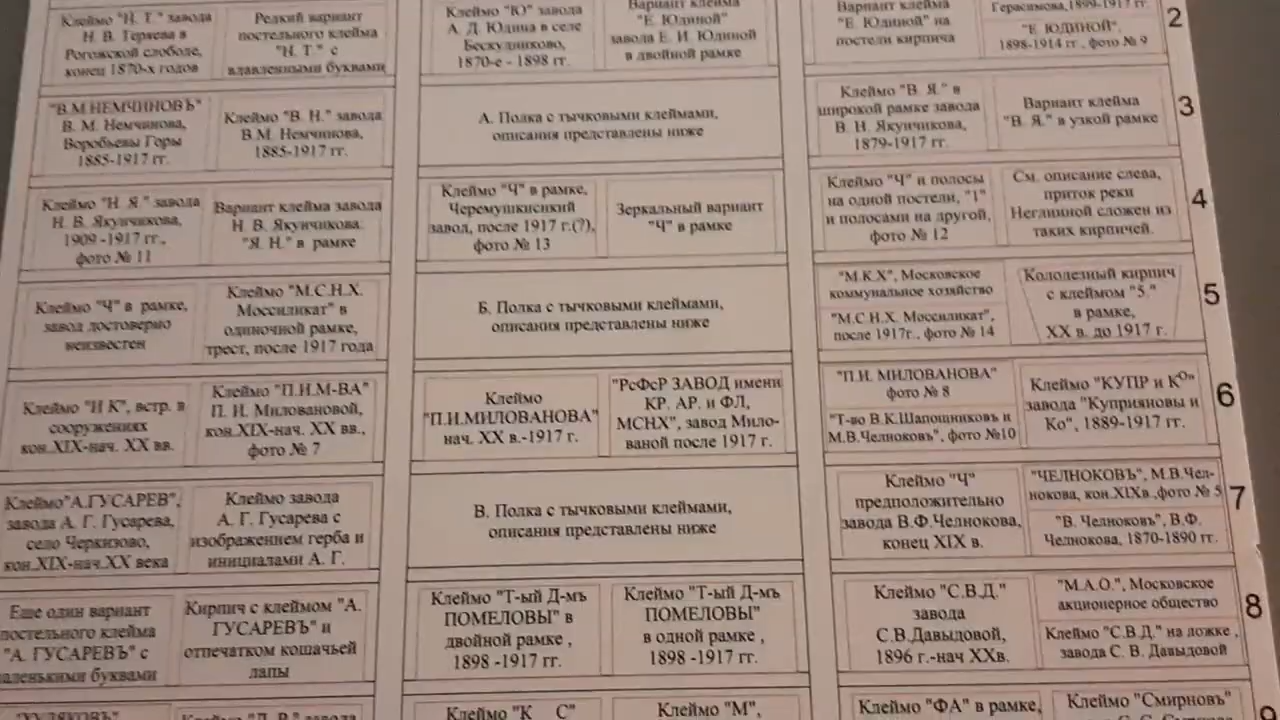 Клеймо "Н. Т." завода
Н. В. Теряева в
Рогожской слободе,
конец 1870-х годов
Редкий вариант
постельного клейма
"Н. Т." с
вдавленными буквами
Клеймо "Ю" завода
А. Д. Юдина в селе
Бескудниково,
1870-е - 1898 гг.
Вариант клейма
"Е. Юдиной"
завода Е. И. Юдиной
в двойной рамке
Вариант клейма
"Е. Юдиной" на
постели кирпича
Герасимова, 1899-1917 гг.
"Е ЮДИНОЙ",
1898-1914 гг., фото № 9
2
"В.М.НЕМЧИНОВЪ"
В. М. Немчинова,
Воробьевы Горы
1885-1917 гг.
Клеймо "В. Н." завода
В.М. Немчинова,
1885-1917 гг.
А. Полка с тычковыми клеймами,
описания представлены ниже
Клеймо "В. Я." в
широкой рамке завода
В. И. Якунчикова,
1879-1917 гг.
Вариант клейма
"В. Я." в узкой рамке
3
Клеймо "Н. Я." завода
Н. В. Якунчикова,
1909 -1917 гг.,
фото № 11
Вариант клейма завода
Н. В. Якунчикова.
"Я. Н." в рамке
Клеймо "Ч" в рамке,
Черемушкисикий
завод, после 1917 г.(?),
фото № 13
Зеркальный вариант
"Ч" в рамке
Клеймо "Ч" и полосы
на одной постели, "1"
и полосами на другой,
фото № 12
См. описание слева,
приток реки
Неглинной сложен из
таких кирпичей.
4
Клеймо "Ч" в рамке,
завод достоверно
неизвестен
Клеймо "М.С.Н.Х.
Моссиликат" в
одиночной рамке,
трест, после 1917 года
Б. Полка с тычковыми клеймами,
описания представлены ниже
"М.К.Х", Московское
коммунальное хозяйство
"М.С.Н.Х. Моссиликат",
после 1917г., фото № 14
Колодезный кирпич
с клеймом "5."
в рамке,
XX в. до 1917 г.
5
Клеймо "И К", встр. в
сооружениях
кон.XIX-нач. XX вв.
Клеймо "П.И.М-ВА"
П. И. Миловановой,
кон.XIX-нач. XX вв.,
фото № 7
Клеймо
"П.И.МИЛОВАНОВА"
нач. XX в.-1917 г.
"РсФсР ЗАВОД имени
КР. АР. и ФЛ,
МСНХ", завод Мило-
ваной после 1917 г.
"П.И. МИЛОВАНОВА"
фото № 8
"Т-во В.К.Шапошниковъ и
М.В.Челноковъ", фото №10
Клеймо "КУПР и Кº"
завода "Куприяновы и
Ко", 1889-1917 гг.
6
Клеймо"А.ГУСАРЕВ",
завода А. Г. Гусарева,
село Черкизово,
кон.XIX-нач.XX века
Клеймо завода
А. Г. Гусарева с
изображением герба и
инициалами А. Г.
В. Полка с тычковыми клеймами,
описания представлены ниже
Клеймо "Ч"
предположительно
завода В.Ф.Челнокова,
конец XIX в.
"ЧЕЛНОКОВЪ", М.В.Чел-
нокова, кон.XIXв.,фото № 5
"В. Челноковъ", В.Ф.
Челнокова, 1870-1890 гг.
7
Еще один вариант
постельного клейма
"А. ГУСАРЕВЪ" с
маленькими буквами
Кирпич с клеймом "А.
ГУСАРЕВЪ" и
отпечатком кошачьей
лапы
Клеймо "Т-ый Д-мъ
ПОМЕЛОВЫ" в
двойной рамке ,
1898 -1917 гг.
Клеймо "Т-ый Д-мъ
ПОМЕЛОВЫ"
в одной рамке ,
1898 -1917 гг.
Клеймо "С.В.Д."
завода
С.В.Давыдовой,
1896 г.-нач XXв.
"М.А.О.", Московское
акционерное общество
Клеймо "С.В.Д." на ложке ,
завода С. В. Давыдовой
8
Клеймо "К С"
Клеймо "М",
Клеймо "ФА" в рамке,
Клеймо "Смирновъ"